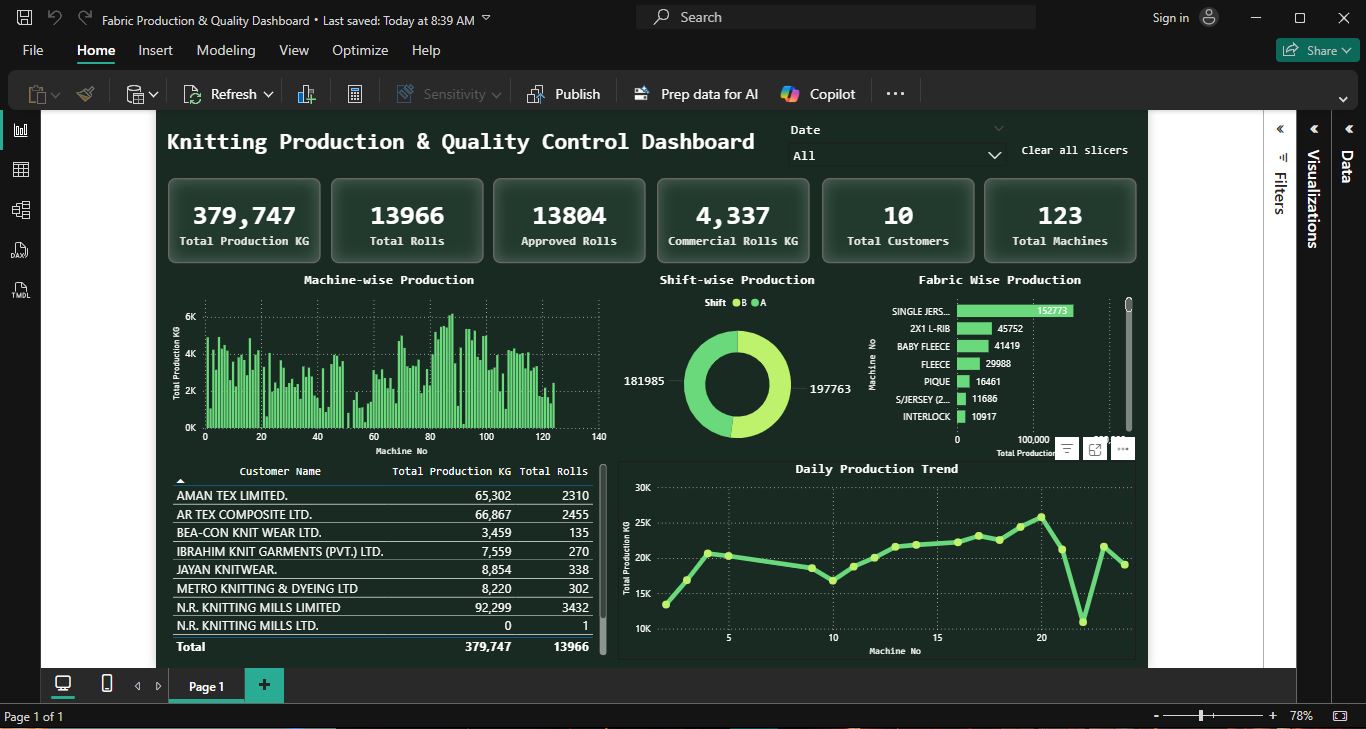 Fabric Production & Quality Dashboard • Last saved: Today at 8:39 AM
Search
Sign in
File Home Insert Modeling View Optimize Help
Share
Refresh Sensitivity Publish Prep data for AI Copilot
Knitting Production & Quality Control Dashboard
Date
All
Clear all slicers
379,747
Total Production KG
13966
Total Rolls
13804
Approved Rolls
4,337
Commercial Rolls KG
10
Total Customers
123
Total Machines
Machine-wise Production
Total Production KG
6K
4K
2K
0K
0 20 40 60 80 100 120 140
Machine No
Shift-wise Production
Shift B A
181985
197763
Fabric Wise Production
Machine No
SINGLE JERS... 152773
2X1 L-RIB 45752
BABY FLEECE 41419
FLEECE 29988
PIQUE 16461
S/JERSEY (2... 11686
INTERLOCK 10917
0 100,000
Total Production
Customer Name Total Production KG Total Rolls
AMAN TEX LIMITED. 65,302 2310
AR TEX COMPOSITE LTD. 66,867 2455
BEA-CON KNIT WEAR LTD. 3,459 135
IBRAHIM KNIT GARMENTS (PVT.) LTD. 7,559 270
JAYAN KNITWEAR. 8,854 338
METRO KNITTING & DYEING LTD 8,220 302
N.R. KNITTING MILLS LIMITED 92,299 3432
N.R. KNITTING MILLS LTD. 0 1
Total 379,747 13966
Daily Production Trend
Total Production KG
30K
25K
20K
15K
10K
5 10 15 20
Machine No
Filters
Visualizations
Data
DAX
TMDL
Page 1
+
Page 1 of 1
- + 78%